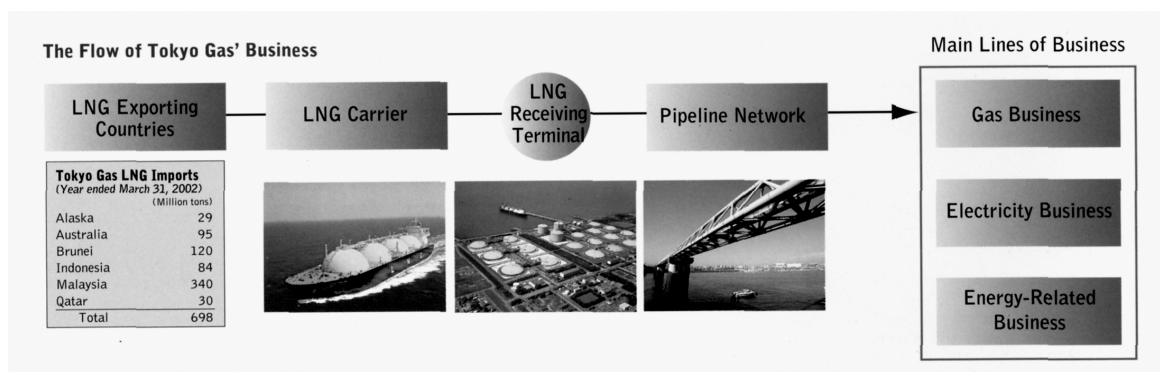 The Flow of Tokyo Gas' Business
LNG Exporting
Countries
LNG Carrier
LNG
Receiving
Terminal
Pipeline Network
Main Lines of Business
Gas Business
Electricity Business
Energy-Related
Business
Tokyo Gas LNG Imports
(Year ended March 31, 2002)
(Million tons)
Alaska 29
Australia 95
Brunei 120
Indonesia 84
Malaysia 340
Qatar 30
Total 698